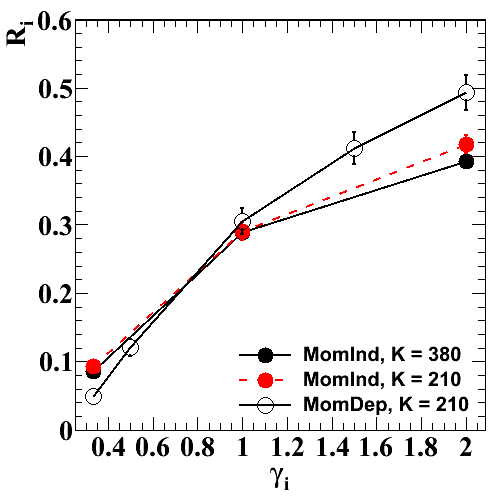 R_i
0.6
0.5
0.4
0.3
0.2
0.1
0
MomInd, K = 380
MomInd, K = 210
MomDep, K = 210
0.4 0.6 0.8 1 1.2 1.4 1.6 1.8 2
γ_i